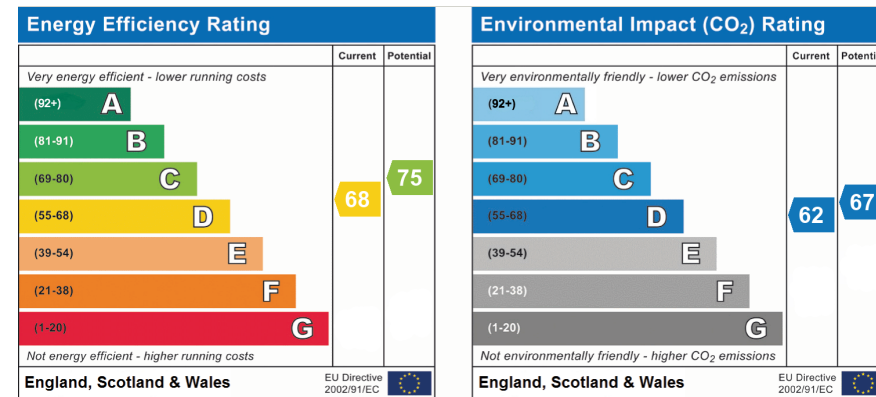 Energy Efficiency Rating
Current Potential
Very energy efficient - lower running costs
(92+) A
(81-91) B
(69-80) C
75
68
(55-68) D
(39-54) E
(21-38) F
(1-20) G
Not energy efficient - higher running costs
England, Scotland & Wales
EU Directive
2002/91/EC
Environmental Impact (CO₂) Rating
Current Potenti
Very environmentally friendly - lower CO₂ emissions
(92+) A
(81-91) B
(69-80) C
67
62
(55-68) D
(39-54) E
(21-38) F
(1-20) G
Not environmentally friendly - higher CO₂ emissions
England, Scotland & Wales
EU Directive
2002/91/EC